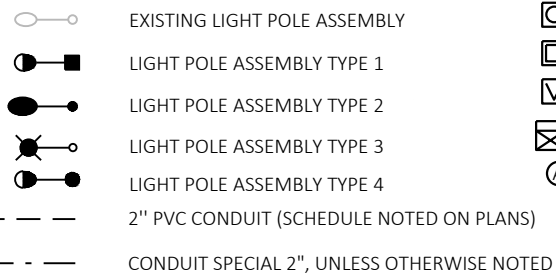 EXISTING LIGHT POLE ASSEMBLY
LIGHT POLE ASSEMBLY TYPE 1
LIGHT POLE ASSEMBLY TYPE 2
LIGHT POLE ASSEMBLY TYPE 3
LIGHT POLE ASSEMBLY TYPE 4
2'' PVC CONDUIT (SCHEDULE NOTED ON PLANS)
CONDUIT SPECIAL 2", UNLESS OTHERWISE NOTED